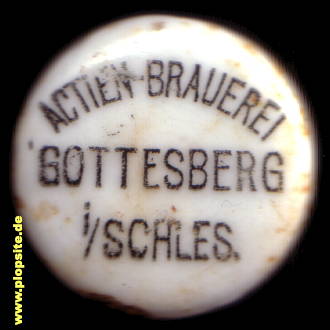 ACTIEN-BRAUEREI
GOTTESBERG
i/SCHLES.
www.plopsite.de